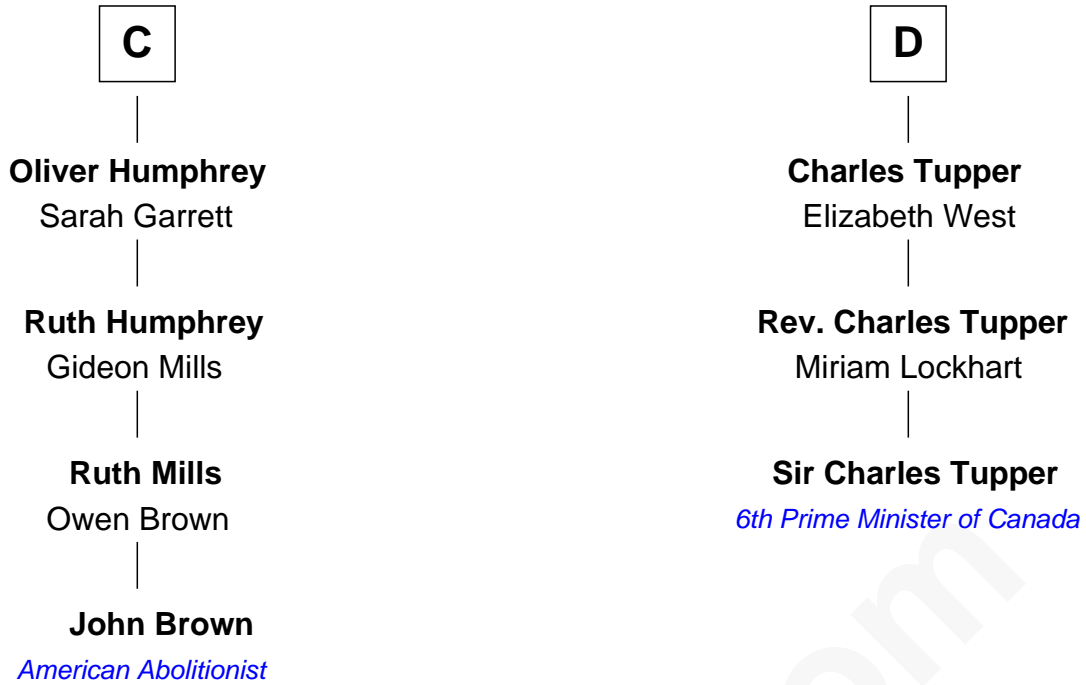 C
Oliver Humphrey
Sarah Garrett
Ruth Humphrey
Gideon Mills
Ruth Mills
Owen Brown
John Brown
American Abolitionist
D
Charles Tupper
Elizabeth West
Rev. Charles Tupper
Miriam Lockhart
Sir Charles Tupper
6th Prime Minister of Canada
om